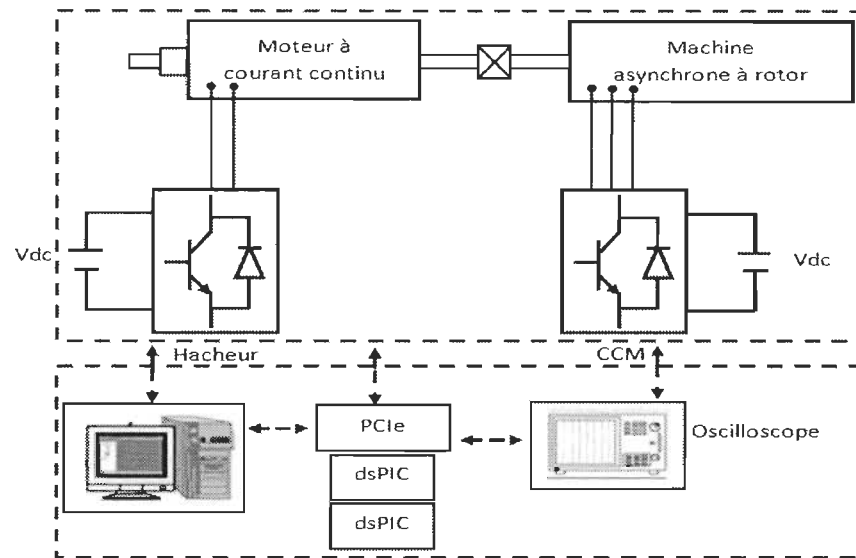 Moteur à
courant continu
Machine
asynchrone à rotor
Vdc
Vdc
Hacheur
CCM
PCIe
Oscilloscope
dsPIC
dsPIC